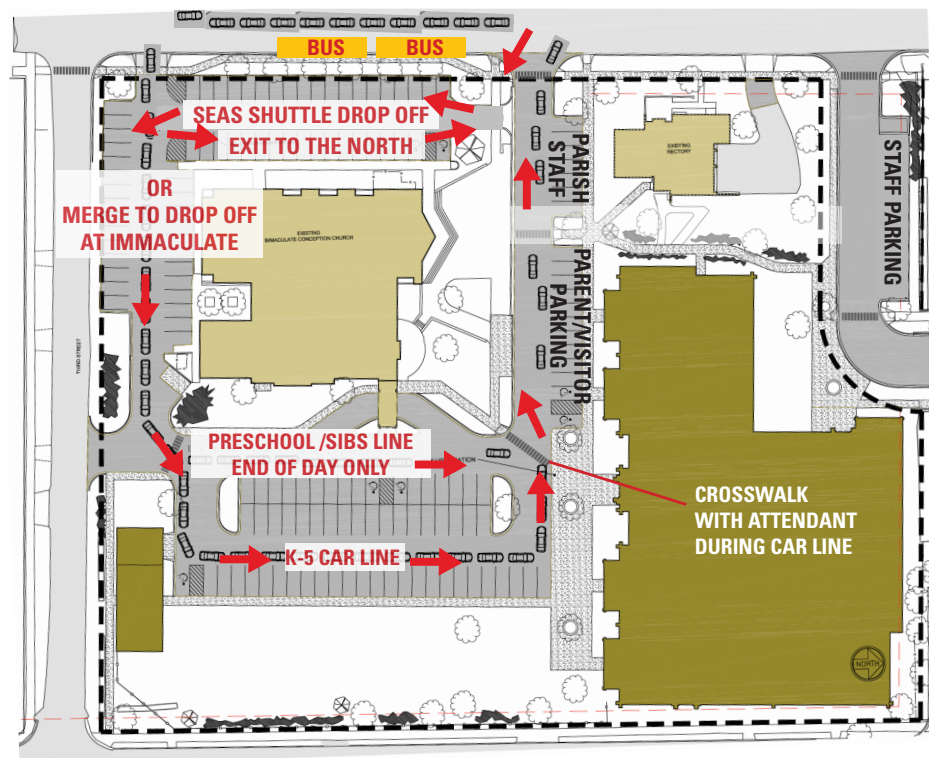 BUS
BUS
SEAS SHUTTLE DROP OFF
EXIT TO THE NORTH
OR
MERGE TO DROP OFF
AT IMMACULATE
EXISTING
IMMACULATE CONCEPTION CHURCH
PARISH
STAFF
PARENT/VISITOR
PARKING
EXISTING
RECTORY
STAFF PARKING
THIRD STREET
PRESCHOOL /SIBS LINE
END OF DAY ONLY
K-5 CAR LINE
CROSSWALK
WITH ATTENDANT
DURING CAR LINE
NORTH